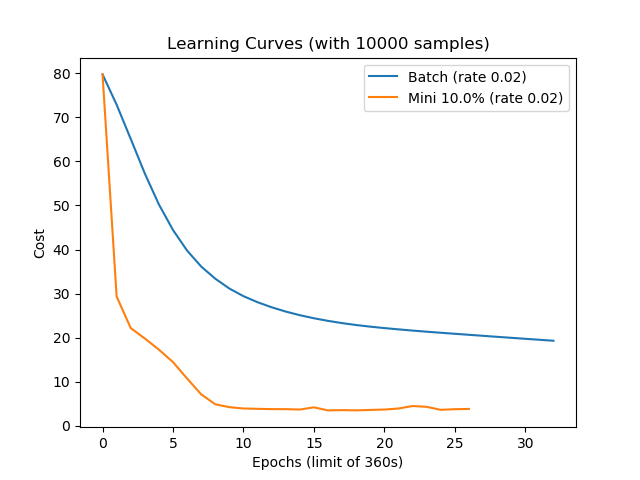 Learning Curves (with 10000 samples)
Batch (rate 0.02)
Mini 10.0% (rate 0.02)
80
70
60
50
40
30
20
10
0
Cost
0 5 10 15 20 25 30
Epochs (limit of 360s)